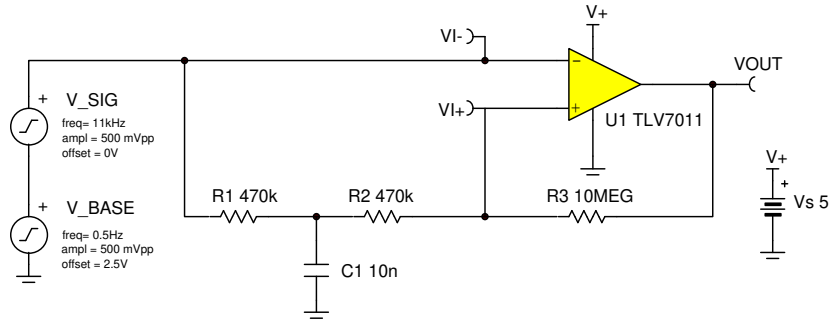 V+
VI-
VOUT
+
V_SIG
freq= 11kHz
ampl = 500 mVpp
offset = 0V
VI+
U1 TLV7011
+
V_BASE
freq= 0.5Hz
ampl = 500 mVpp
offset = 2.5V
R1 470k
R2 470k
R3 10MEG
C1 10n
V+
+
Vs 5